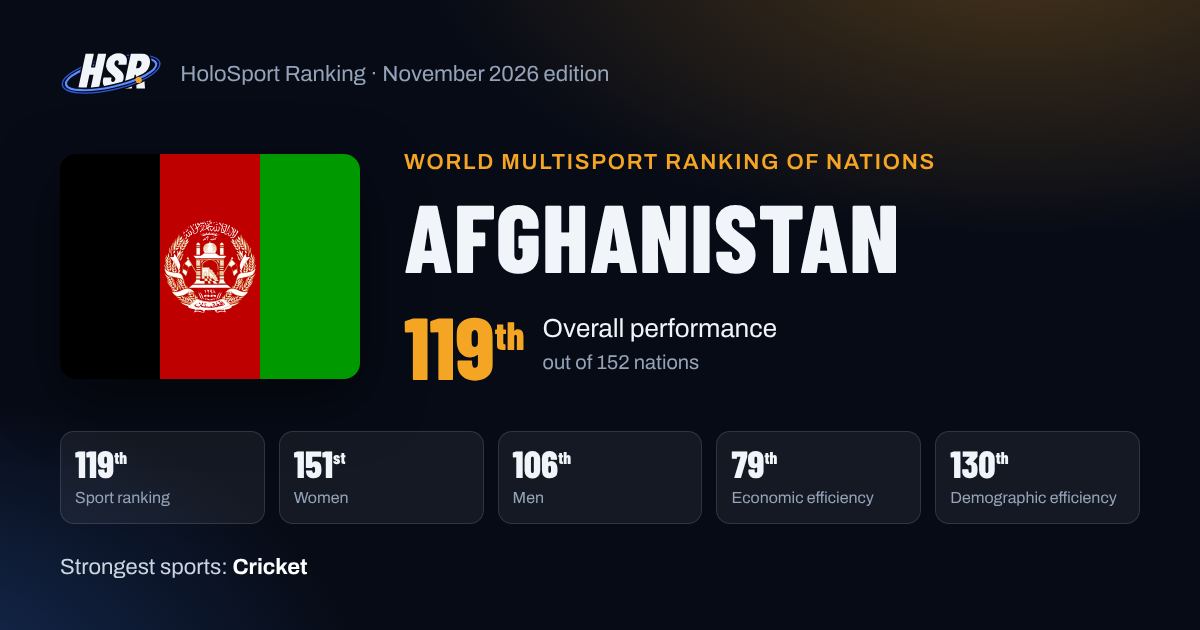 HSR
HoloSport Ranking · November 2026 edition
WORLD MULTISPORT RANKING OF NATIONS
AFGHANISTAN
119th
Overall performance
out of 152 nations
119th
Sport ranking
151st
Women
106th
Men
79th
Economic efficiency
130th
Demographic efficiency
Strongest sports: Cricket